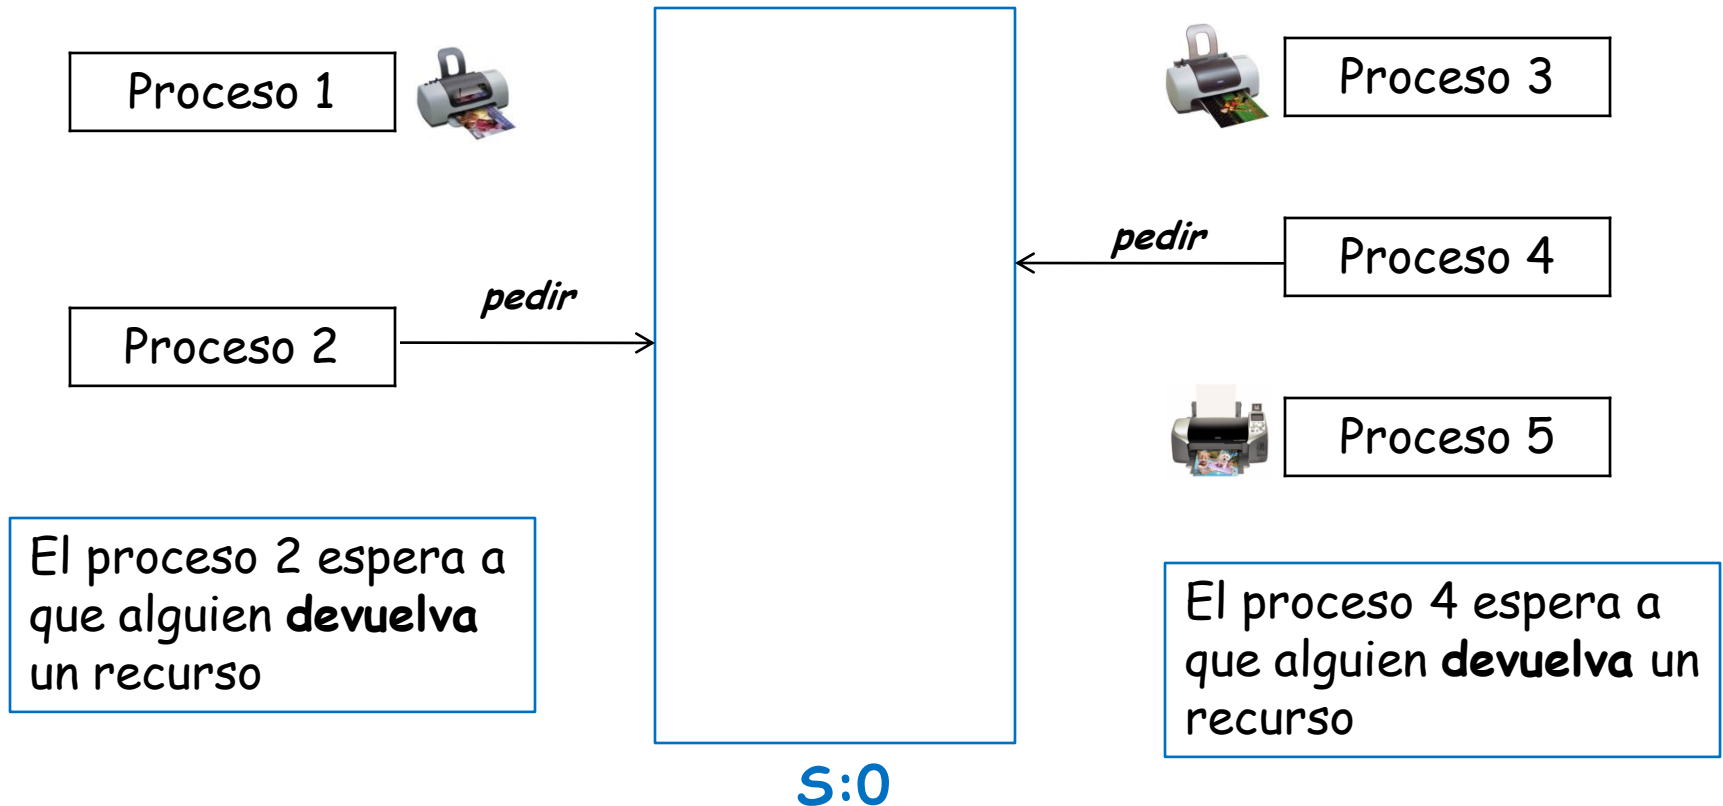 Proceso 1
Proceso 3
pedir
Proceso 4
pedir
Proceso 2
Proceso 5
El proceso 2 espera a
que alguien devuelva
un recurso
El proceso 4 espera a
que alguien devuelva un
recurso
S:0